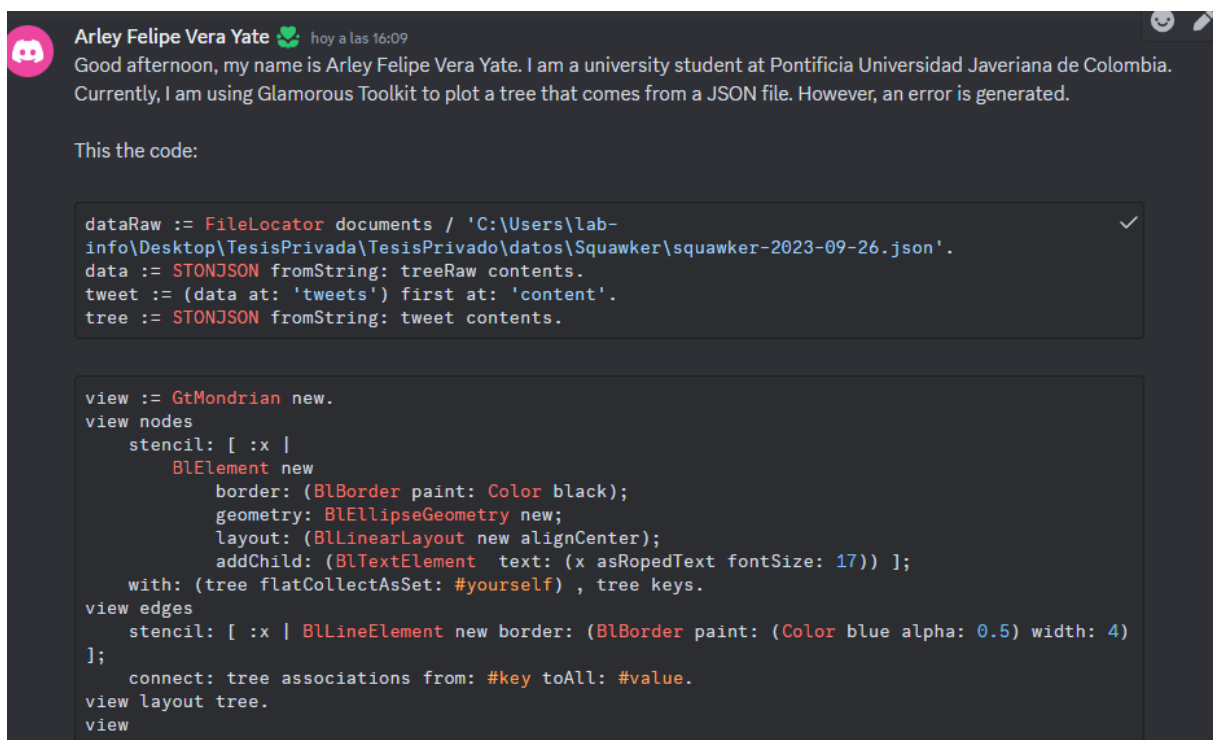 Arley Felipe Vera Yate hoy a las 16:09
Good afternoon, my name is Arley Felipe Vera Yate. I am a university student at Pontificia Universidad Javeriana de Colombia.
Currently, I am using Glamorous Toolkit to plot a tree that comes from a JSON file. However, an error is generated.
This the code:
dataRaw := FileLocator documents / 'C:\Users\lab-
info\Desktop\TesisPrivada\TesisPrivado\datos\Squawker\squawker-2023-09-26.json'.
data := STONJSON fromString: treeRaw contents.
tweet := (data at: 'tweets') first at: 'content'.
tree := STONJSON fromString: tweet contents.
view := GtMondrian new.
view nodes
    stencil: [ :x |
        BlElement new
            border: (BlBorder paint: Color black);
            geometry: BlEllipseGeometry new;
            layout: (BlLinearLayout new alignCenter);
            addChild: (BlTextElement  text: (x asRopedText fontSize: 17)) ];
    with: (tree flatCollectAsSet: #yourself) , tree keys.
view edges
    stencil: [ :x | BlLineElement new border: (BlBorder paint: (Color blue alpha: 0.5) width: 4)
];
    connect: tree associations from: #key toAll: #value.
view layout tree.
view